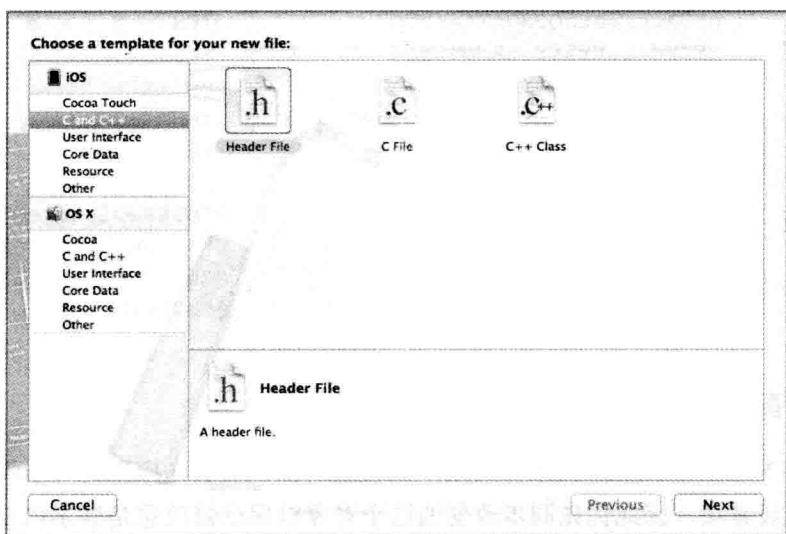 Choose a template for your new file:
iOS
Cocoa Touch
C and C++
User Interface
Core Data
Resource
Other
OS X
Cocoa
C and C++
User Interface
Core Data
Resource
Other
.h
Header File
.c
C File
.C++
C++ Class
.h
Header File
A header file.
Cancel
Previous
Next